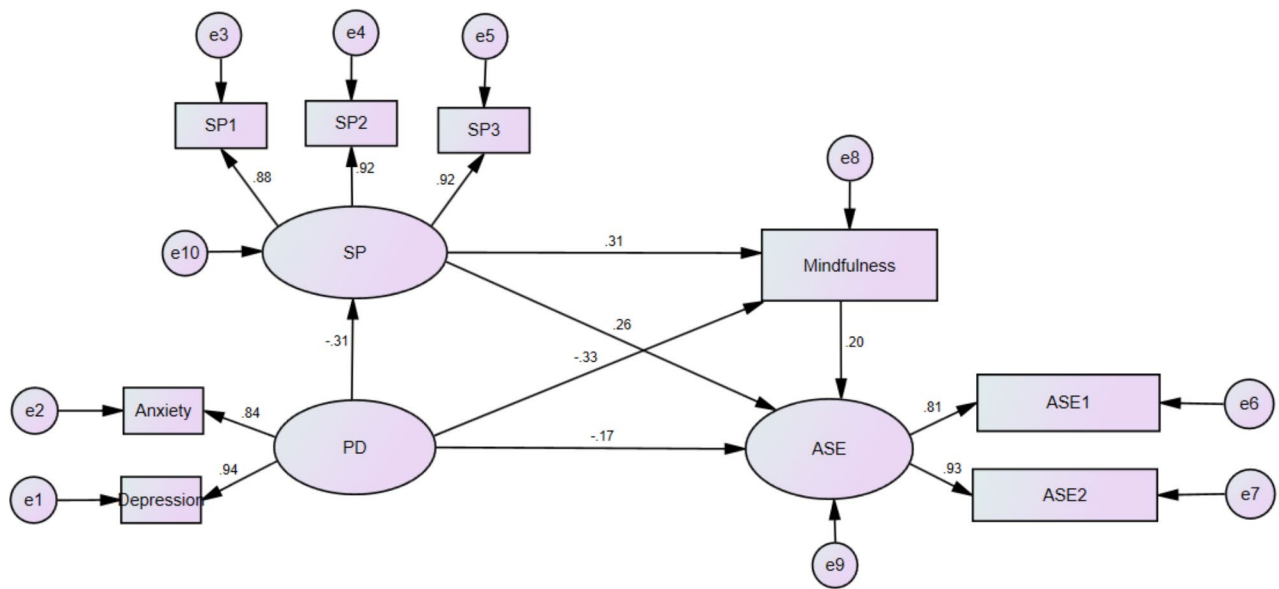 e3
e4
e5
SP1
SP2
SP3
e8
.88
.92
.92
e10
SP
.31
Mindfulness
-.31
.26
-.33
.20
e2
Anxiety
.84
PD
-.17
ASE
.81
ASE1
e6
e1
Depression
.94
.93
ASE2
e7
e9